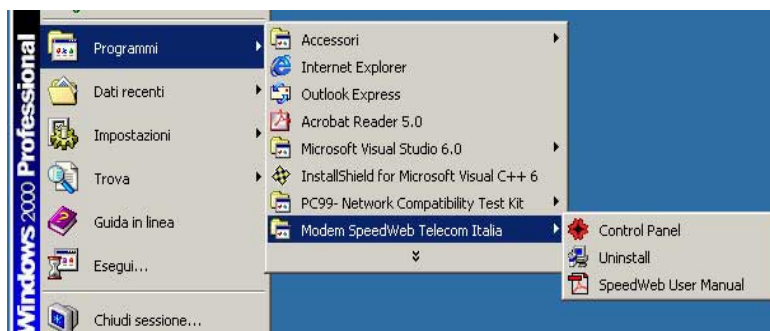 Windows 2000 Professional
Programmi
Dati recenti
Impostazioni
Trova
Guida in linea
Esegui...
Chiudi sessione...
Accessori
Internet Explorer
Outlook Express
Acrobat Reader 5.0
Microsoft Visual Studio 6.0
InstallShield for Microsoft Visual C++ 6
PC99- Network Compatibility Test Kit
Modem SpeedWeb Telecom Italia
Control Panel
Uninstall
SpeedWeb User Manual